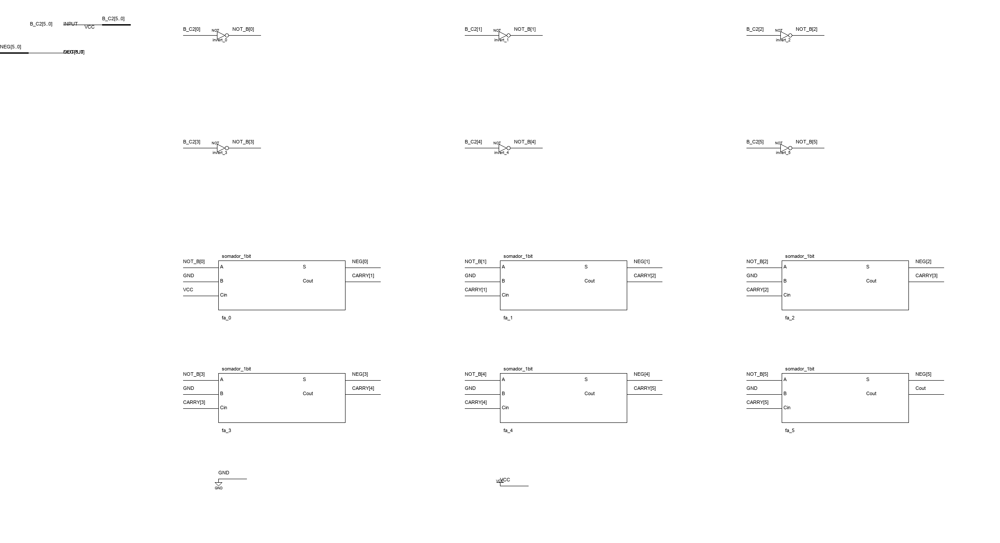 B_C2[5..0] INPUT VCC B_C2[5..0]
NEG[5..0] OUTPUT NEG[5..0]
B_C2[0] NOT NOT_B[0]
invert_0
B_C2[1] NOT NOT_B[1]
invert_1
B_C2[2] NOT NOT_B[2]
invert_2
B_C2[3] NOT NOT_B[3]
invert_3
B_C2[4] NOT NOT_B[4]
invert_4
B_C2[5] NOT NOT_B[5]
invert_5
somador_1bit
NOT_B[0] A S NEG[0]
GND B Cout CARRY[1]
VCC Cin
fa_0
somador_1bit
NOT_B[1] A S NEG[1]
GND B Cout CARRY[2]
CARRY[1] Cin
fa_1
somador_1bit
NOT_B[2] A S NEG[2]
GND B Cout CARRY[3]
CARRY[2] Cin
fa_2
somador_1bit
NOT_B[3] A S NEG[3]
GND B Cout CARRY[4]
CARRY[3] Cin
fa_3
somador_1bit
NOT_B[4] A S NEG[4]
GND B Cout CARRY[5]
CARRY[4] Cin
fa_4
somador_1bit
NOT_B[5] A S NEG[5]
GND B Cout Cout
CARRY[5] Cin
fa_5
GND
GND
VCC VCC